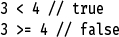 3 < 4 // true
3 >= 4 // false